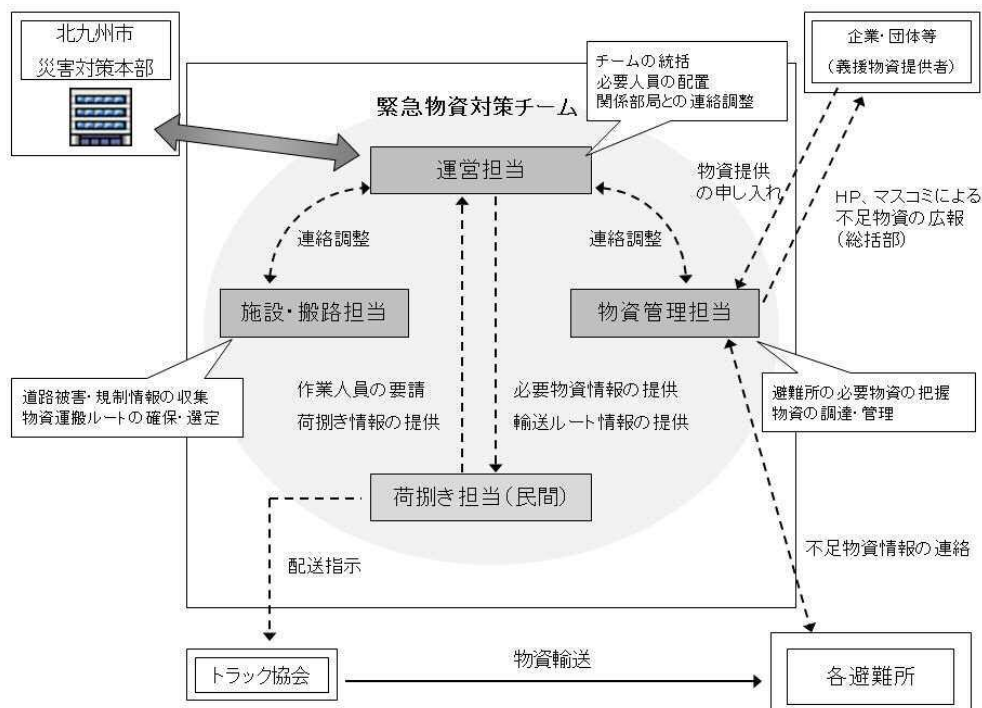 北九州市
災害対策本部
企業・団体等
(義援物資提供者)
チームの統括
必要人員の配置
関係部局との連絡調整
緊急物資対策チーム
運営担当
物資提供
の申し入れ
HP、マスコミによる
不足物資の広報
(総括部)
連絡調整
連絡調整
施設・搬路担当
物資管理担当
道路被害・規制情報の収集
物資運搬ルートの確保・選定
作業人員の要請
荷捌き情報の提供
必要物資情報の提供
輸送ルート情報の提供
避難所の必要物資の把握
物資の調達・管理
荷捌き担当(民間)
配送指示
不足物資情報の連絡
トラック協会
物資輸送
各避難所